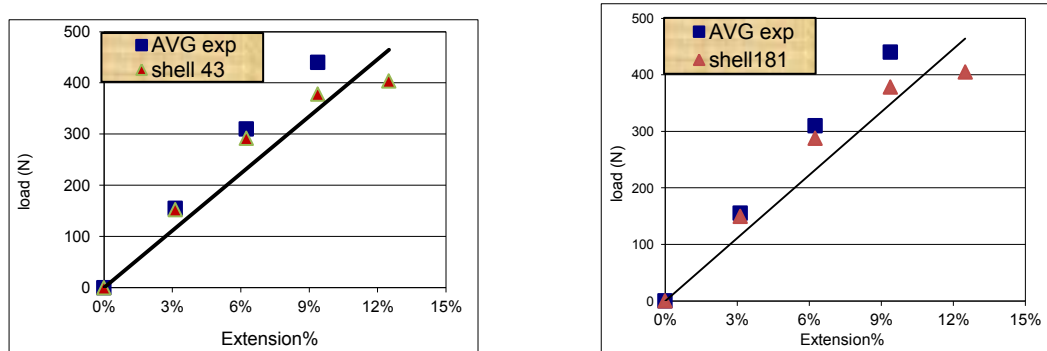 500
400
300
200
100
0
load (N)
AVG exp
shell 43
0% 3% 6% 9% 12% 15%
Extension%
500
400
300
200
100
0
load (N)
AVG exp
shell181
0% 3% 6% 9% 12% 15%
Extension%